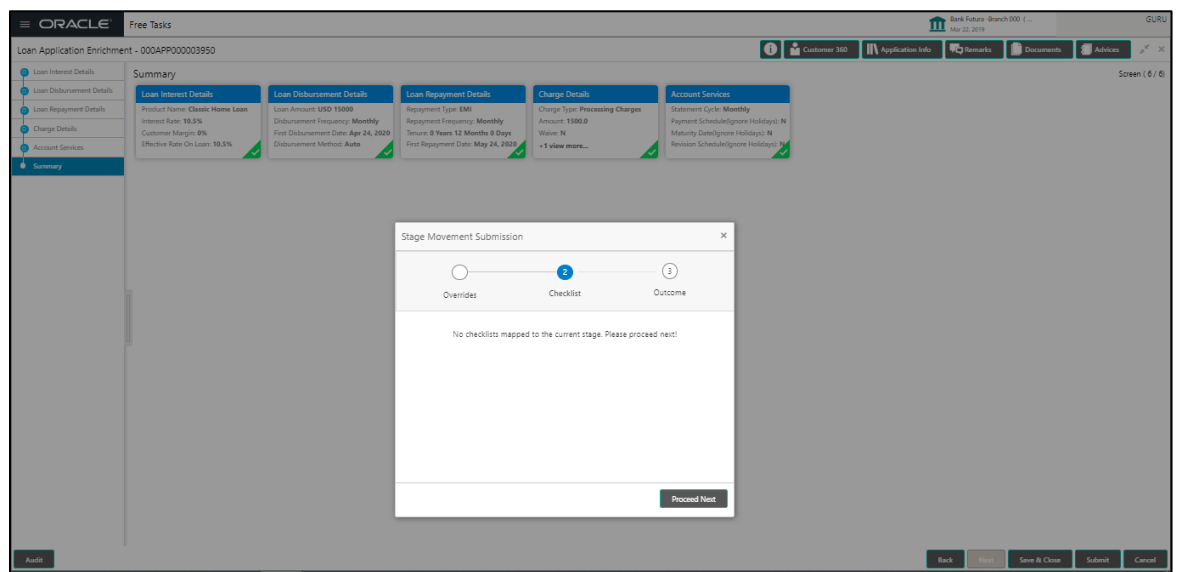 ORACLE
Free Tasks
Bank Futura -Branch 000 ( ...
Mar 22, 2019
GURU
Loan Application Enrichment - 000APP000003950
Customer 360
Application Info
Remarks
Documents
Advices
Loan Interest Details
Loan Disbursement Details
Loan Repayment Details
Charge Details
Account Services
Summary
Summary
Screen ( 6 / 6)
Loan Interest Details
Product Name: Classic Home Loan
Interest Rate: 10.5%
Customer Margin: 0%
Effective Rate On Loan: 10.5%
Loan Disbursement Details
Loan Amount: USD 15000
Disbursement Frequency: Monthly
First Disbursement Date: Apr 24, 2020
Disbursement Method: Auto
Loan Repayment Details
Repayment Type: EMI
Repayment Frequency: Monthly
Tenure: 0 Years 12 Months 0 Days
First Repayment Date: May 24, 2020
Charge Details
Charge Type: Processing Charges
Amount: 1500.0
Waive: N
+1 view more...
Account Services
Statement Cycle: Monthly
Payment Schedule(Ignore Holidays): N
Maturity Date(Ignore Holidays): N
Revision Schedule(Ignore Holidays): N
Stage Movement Submission
2
3
Overrides
Checklist
Outcome
No checklists mapped to the current stage. Please proceed next!
Proceed Next
Audit
Back
Next
Save & Close
Submit
Cancel